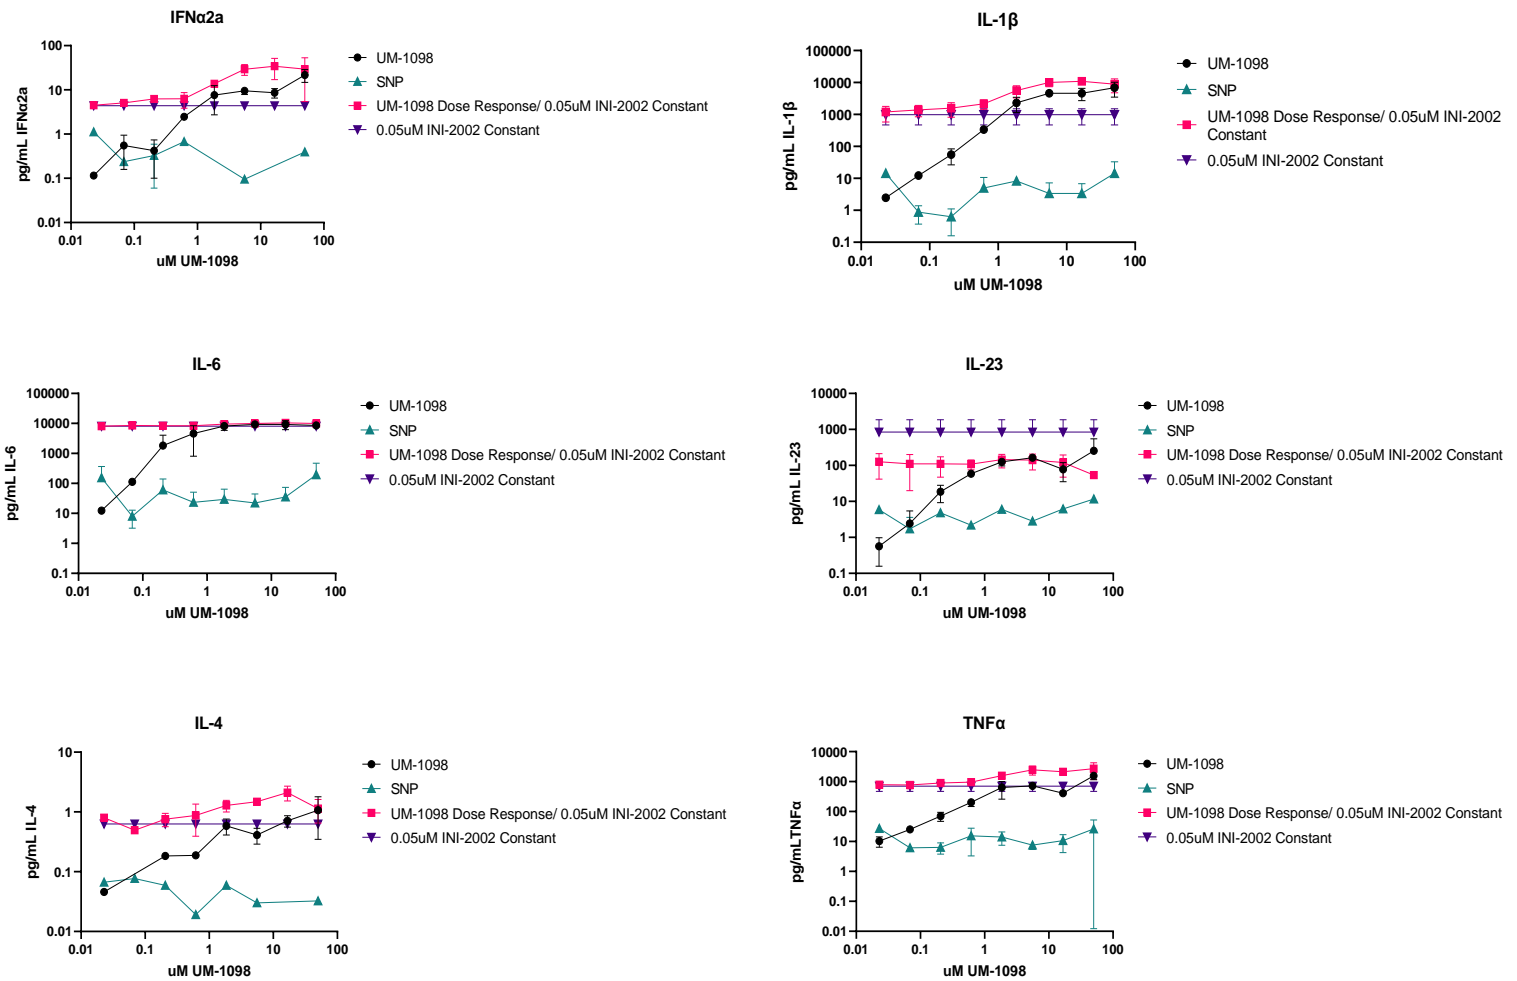 IFNα2a
pg/mL IFNα2a
100
10
1
0.1
0.01
0.01 0.1 1 10 100
uM UM-1098
UM-1098
SNP
UM-1098 Dose Response/ 0.05uM INI-2002 Constant
0.05uM INI-2002 Constant
IL-1β
pg/mL IL-1β
100000
10000
1000
100
10
1
0.1
0.01 0.1 1 10 100
uM UM-1098
UM-1098
SNP
UM-1098 Dose Response/ 0.05uM INI-2002
Constant
0.05uM INI-2002 Constant
IL-6
pg/mL IL-6
100000
10000
1000
100
10
1
0.1
0.01 0.1 1 10 100
uM UM-1098
UM-1098
SNP
UM-1098 Dose Response/ 0.05uM INI-2002 Constant
0.05uM INI-2002 Constant
IL-23
pg/mL IL-23
10000
1000
100
10
1
0.1
0.01 0.1 1 10 100
uM UM-1098
UM-1098
SNP
UM-1098 Dose Response/ 0.05uM INI-2002 Constant
0.05uM INI-2002 Constant
IL-4
pg/mL IL-4
10
1
0.1
0.01
0.01 0.1 1 10 100
uM UM-1098
UM-1098
SNP
UM-1098 Dose Response/ 0.05uM INI-2002 Constant
0.05uM INI-2002 Constant
TNFα
pg/mLTNFα
10000
1000
100
10
1
0.1
0.01
0.01 0.1 1 10 100
uM UM-1098
UM-1098
SNP
UM-1098 Dose Response/ 0.05uM INI-2002 Constant
0.05uM INI-2002 Constant